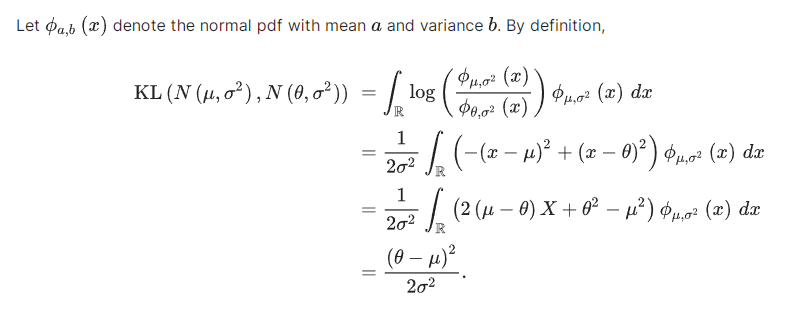 Let $\phi_{a,b}(x)$ denote the normal pdf with mean $a$ and variance $b$. By definition,
$\mathrm{KL}\left(N\left(\mu,\sigma^2\right),N\left(\theta,\sigma^2\right)\right) = \int_{\mathbb{R}} \log\left(\frac{\phi_{\mu,\sigma^2}(x)}{\phi_{\theta,\sigma^2}(x)}\right)\phi_{\mu,\sigma^2}(x)\,dx$
$= \frac{1}{2\sigma^2}\int_{\mathbb{R}}\left(-(x-\mu)^2+(x-\theta)^2\right)\phi_{\mu,\sigma^2}(x)\,dx$
$= \frac{1}{2\sigma^2}\int_{\mathbb{R}}\left(2(\mu-\theta)X+\theta^2-\mu^2\right)\phi_{\mu,\sigma^2}(x)\,dx$
$= \frac{(\theta-\mu)^2}{2\sigma^2}.$